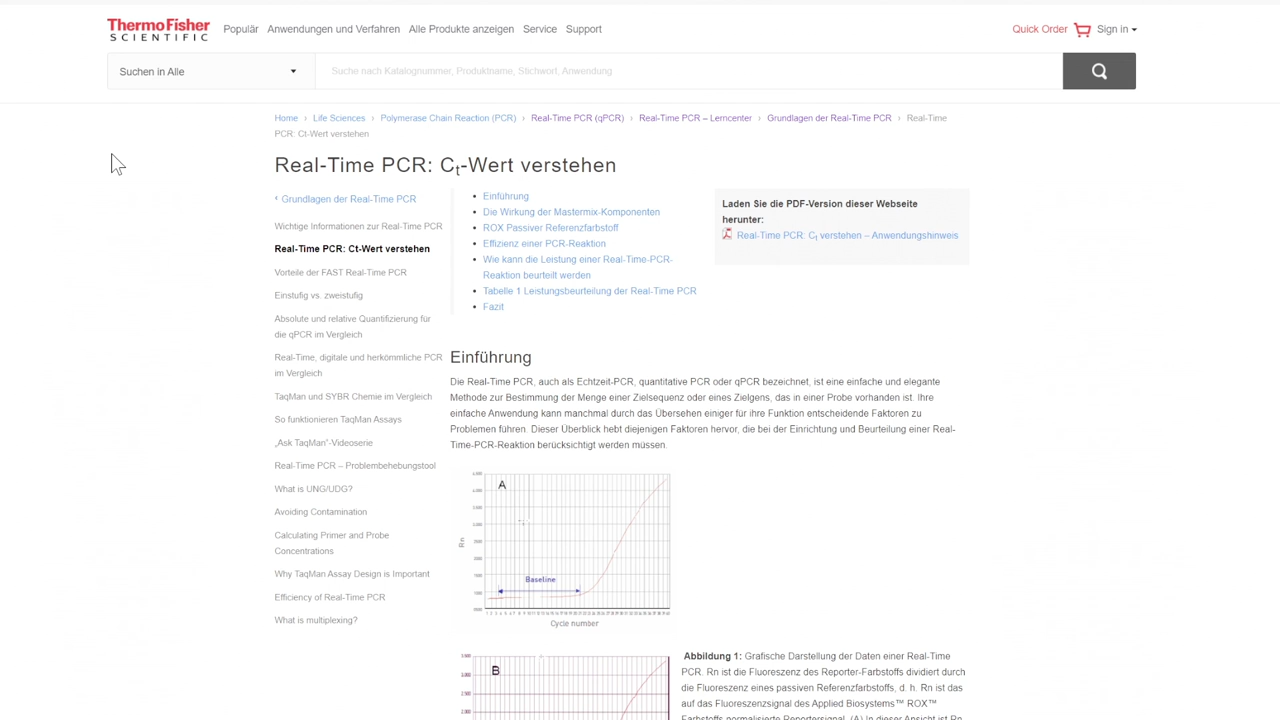 ThermoFisher
SCIENTIFIC
Populär Anwendungen und Verfahren Alle Produkte anzeigen Service Support
Quick Order Sign in
Suchen in Alle
Suche nach Katalognummer, Produktname, Stichwort, Anwendung
Home › Life Sciences › Polymerase Chain Reaction (PCR) › Real-Time PCR (qPCR) › Real-Time PCR – Lerncenter › Grundlagen der Real-Time PCR › Real-Time
PCR: Ct-Wert verstehen
Real-Time PCR: Ct-Wert verstehen
‹ Grundlagen der Real-Time PCR
Wichtige Informationen zur Real-Time PCR
Real-Time PCR: Ct-Wert verstehen
Vorteile der FAST Real-Time PCR
Einstufig vs. zweistufig
Absolute und relative Quantifizierung für
die qPCR im Vergleich
Real-Time, digitale und herkömmliche PCR
im Vergleich
TaqMan und SYBR Chemie im Vergleich
So funktionieren TaqMan Assays
„Ask TaqMan“-Videoserie
Real-Time PCR – Problembehebungstool
What is UNG/UDG?
Avoiding Contamination
Calculating Primer and Probe
Concentrations
Why TaqMan Assay Design is Important
Efficiency of Real-Time PCR
What is multiplexing?
• Einführung
• Die Wirkung der Mastermix-Komponenten
• ROX Passiver Referenzfarbstoff
• Effizienz einer PCR-Reaktion
• Wie kann die Leistung einer Real-Time-PCR-
Reaktion beurteilt werden
• Tabelle 1 Leistungsbeurteilung der Real-Time PCR
• Fazit
Laden Sie die PDF-Version dieser Webseite
herunter:
Real-Time PCR: Ct verstehen – Anwendungshinweis
Einführung
Die Real-Time PCR, auch als Echtzeit-PCR, quantitative PCR oder qPCR bezeichnet, ist eine einfache und elegante
Methode zur Bestimmung der Menge einer Zielsequenz oder eines Zielgens, das in einer Probe vorhanden ist. Ihre
einfache Anwendung kann manchmal durch das Übersehen einiger für ihre Funktion entscheidende Faktoren zu
Problemen führen. Dieser Überblick hebt diejenigen Faktoren hervor, die bei der Einrichtung und Beurteilung einer Real-
Time-PCR-Reaktion berücksichtigt werden müssen.
A
Rn
Baseline
Cycle number
B
Abbildung 1: Grafische Darstellung der Daten einer Real-Time
PCR. Rn ist die Fluoreszenz des Reporter-Farbstoffs dividiert durch
die Fluoreszenz eines passiven Referenzfarbstoffs, d. h. Rn ist das
auf das Fluoreszenzsignal des Applied Biosystems™ ROX™
Farbstoffs normalisierte Reportersignal. (A) In dieser Ansicht ist Rn